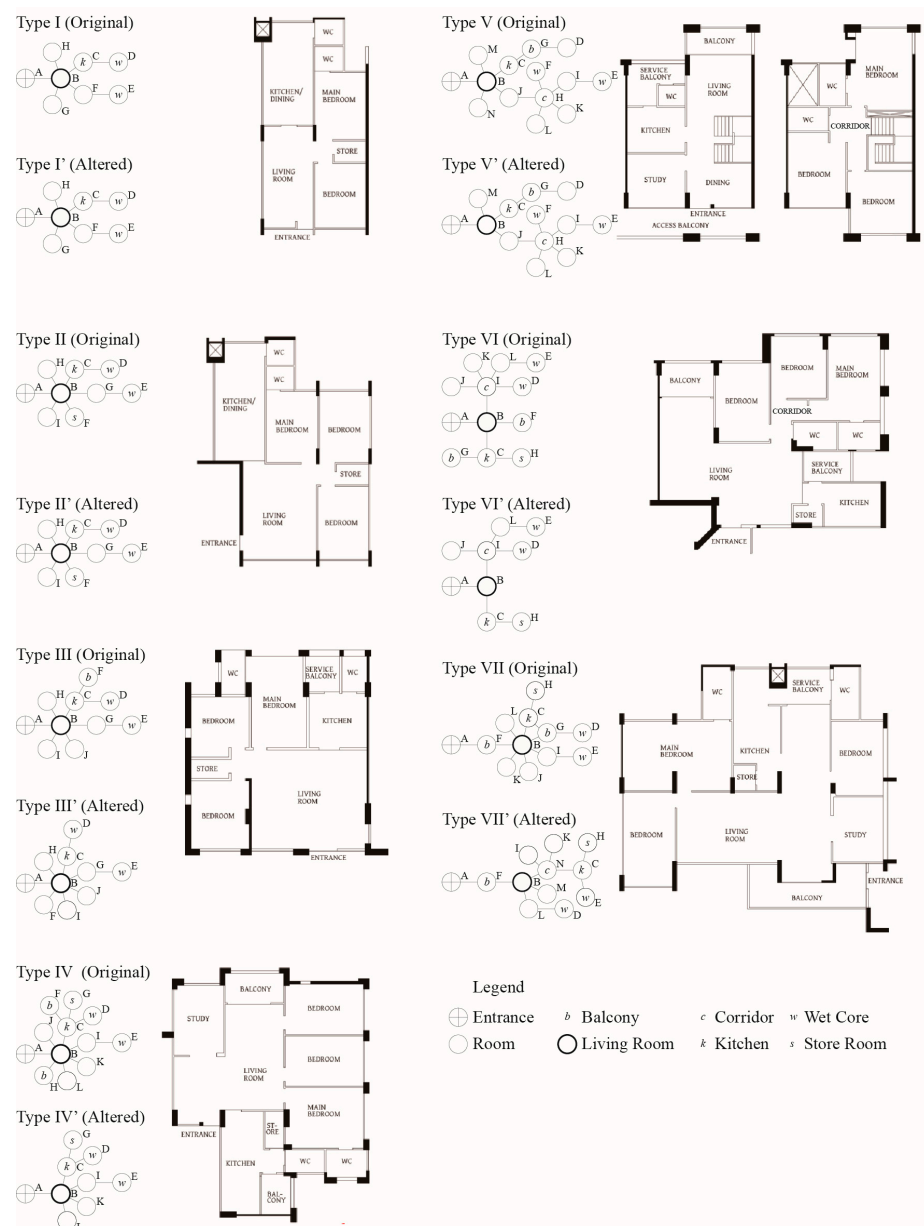 Type I (Original)
H
C
D
k
w
A
B
F
E
w
G
Type I’ (Altered)
H
C
D
k
w
A
B
F
E
w
G
WC
WC
KITCHEN/
DINING
MAIN
BEDROOM
STORE
LIVING
ROOM
BEDROOM
ENTRANCE
Type II (Original)
H
C
D
k
w
A
B
G
E
w
s
I
F
Type II’ (Altered)
H
C
D
k
w
A
B
G
E
w
s
I
F
WC
WC
KITCHEN/
DINING
MAIN
BEDROOM
BEDROOM
STORE
LIVING
ROOM
BEDROOM
ENTRANCE
Type III (Original)
F
b
H
C
D
k
w
A
B
G
E
w
I
J
Type III’ (Altered)
D
w
H
k
C
G
E
w
A
B
J
F
I
WC
MAIN
BEDROOM
SERVICE
BALCONY
WC
BEDROOM
KITCHEN
STORE
LIVING
ROOM
BEDROOM
ENTRANCE
Type IV (Original)
F
G
b
s
D
w
J
k
C
I
E
w
A
B
K
b
H
L
Type IV’ (Altered)
G
s
D
w
k
C
I
E
w
A
B
K
BALCONY
STUDY
BEDROOM
LIVING
ROOM
BEDROOM
MAIN
BEDROOM
ENTRANCE
ST-
ORE
KITCHEN
WC
WC
BAL-
CONY
Type V (Original)
M
b
G
D
k
C
w
F
A
B
I
E
w
J
c
H
N
K
L
Type V’ (Altered)
M
b
G
D
k
C
w
F
A
B
I
E
w
J
c
H
K
L
BALCONY
SERVICE
BALCONY
LIVING
ROOM
WC
KITCHEN
STUDY
DINING
ENTRANCE
ACCESS BALCONY
MAIN
BEDROOM
WC
WC
CORRIDOR
BEDROOM
BEDROOM
Type VI (Original)
K
L
E
w
J
c
I
D
w
A
B
F
b
b
G
k
C
s
H
Type VI’ (Altered)
L
E
w
J
c
I
D
w
A
B
k
C
s
H
BEDROOM
MAIN
BEDROOM
BALCONY
BEDROOM
CORRIDOR
WC
WC
LIVING
ROOM
SERVICE
BALCONY
STORE
KITCHEN
ENTRANCE
Type VII (Original)
H
s
L
k
C
G
D
b
w
A
F
b
B
I
E
w
K
J
Type VII’ (Altered)
I
K
H
s
N
c
k
C
A
F
b
B
M
w
E
L
w
D
WC
SERVICE
BALCONY
WC
MAIN
BEDROOM
KITCHEN
BEDROOM
STORE
BEDROOM
LIVING
ROOM
STUDY
ENTRANCE
BALCONY
Legend
Entrance
b Balcony
c Corridor
w Wet Core
Room
Living Room
k Kitchen
s Store Room